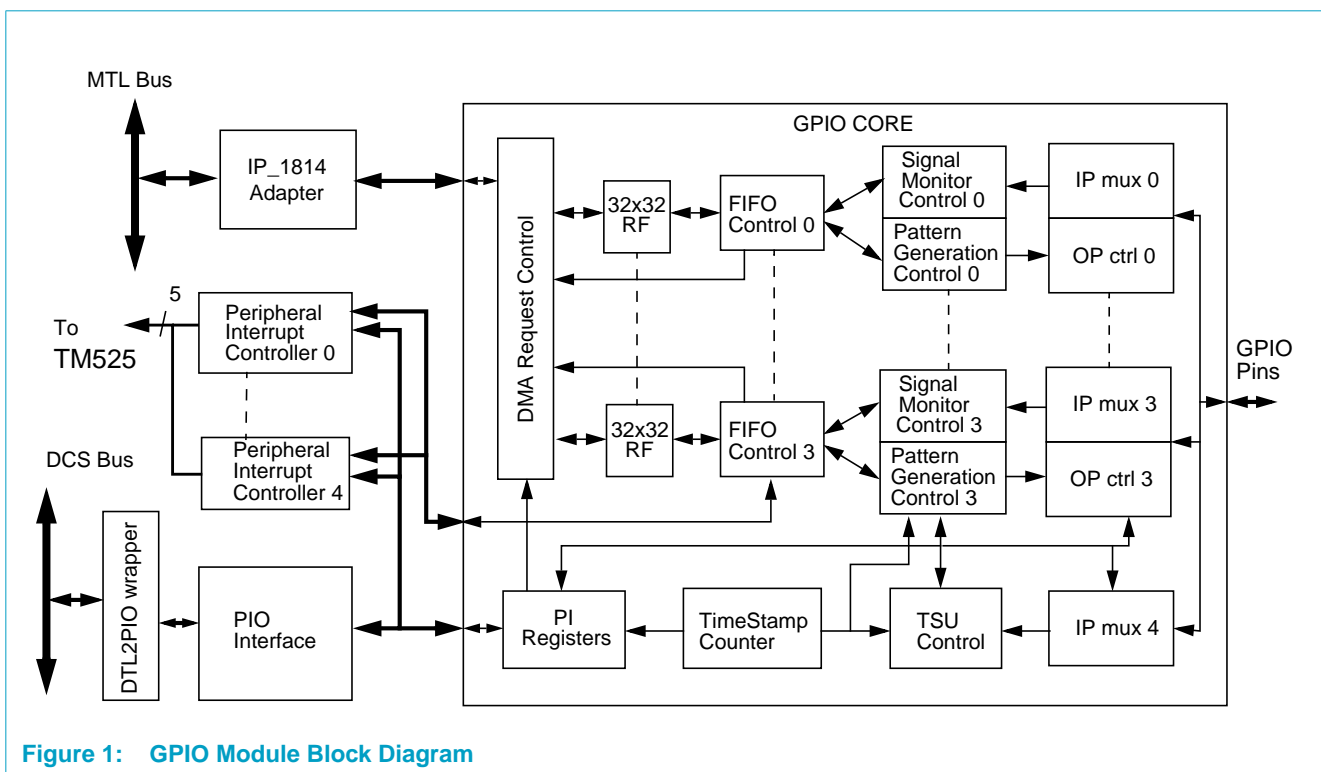 MTL Bus
IP_1814
Adapter
5
To
TM525
Peripheral
Interrupt
Controller 0
Peripheral
Interrupt
Controller 4
DCS Bus
DTL2PIO wrapper
PIO
Interface
GPIO CORE
DMA Request Control
32x32
RF
FIFO
Control 0
Signal
Monitor
Control 0
Pattern
Generation
Control 0
IP mux 0
OP ctrl 0
32x32
RF
FIFO
Control 3
Signal
Monitor
Control 3
Pattern
Generation
Control 3
IP mux 3
OP ctrl 3
GPIO
Pins
PI
Registers
TimeStamp
Counter
TSU
Control
IP mux 4
Figure 1: GPIO Module Block Diagram